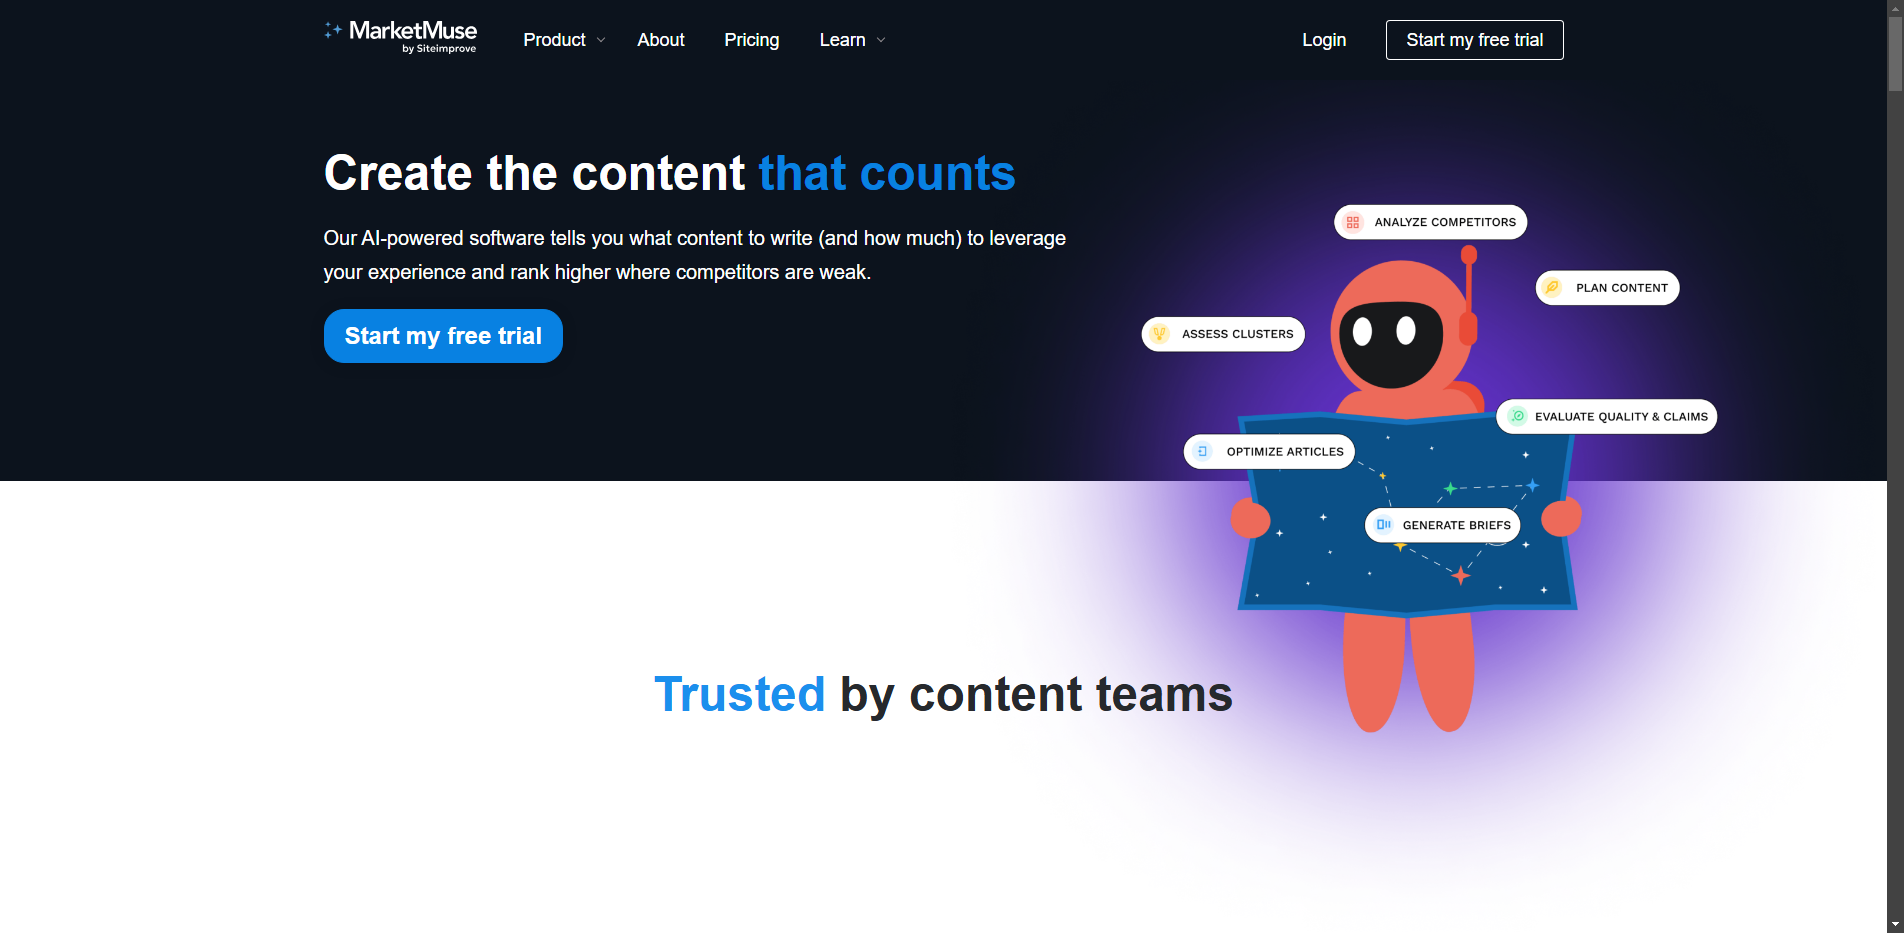 MarketMuse
by Siteimprove
Product
About
Pricing
Learn
Login
Start my free trial
Create the content that counts
Our AI-powered software tells you what content to write (and how much) to leverage
your experience and rank higher where competitors are weak.
Start my free trial
ANALYZE COMPETITORS
PLAN CONTENT
ASSESS CLUSTERS
EVALUATE QUALITY & CLAIMS
OPTIMIZE ARTICLES
GENERATE BRIEFS
Trusted by content teams